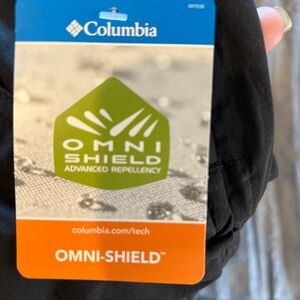 Columbia
OMNI
SHIELD
ADVANCED REPELLENCY
columbia.com/tech
OMNI-SHIELD™